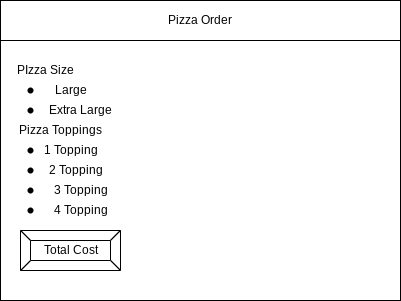 Pizza Order
PIzza Size
Large
Extra Large
Pizza Toppings
1 Topping
2 Topping
3 Topping
4 Topping
Total Cost